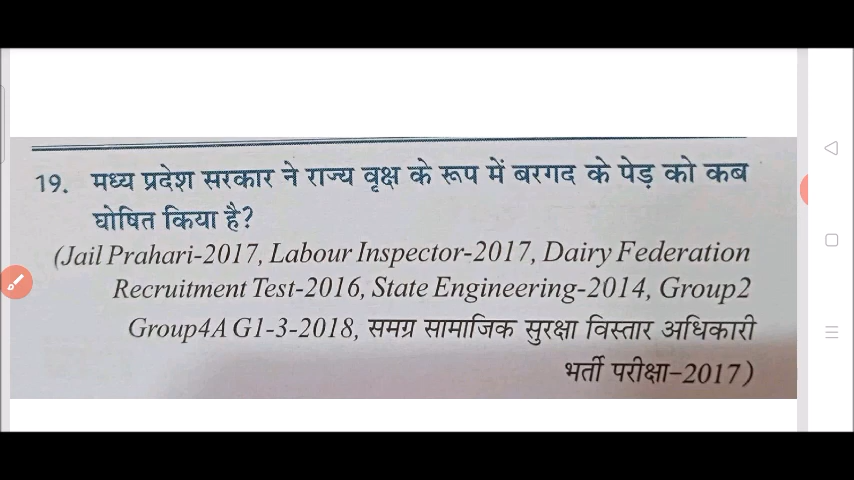 19. मध्य प्रदेश सरकार ने राज्य वृक्ष के रूप में बरगद के पेड़ को कब
घोषित किया है?
(Jail Prahari-2017, Labour Inspector-2017, Dairy Federation
Recruitment Test-2016, State Engineering-2014, Group2
Group4A G1-3-2018, समग्र सामाजिक सुरक्षा विस्तार अधिकारी
भर्ती परीक्षा-2017)